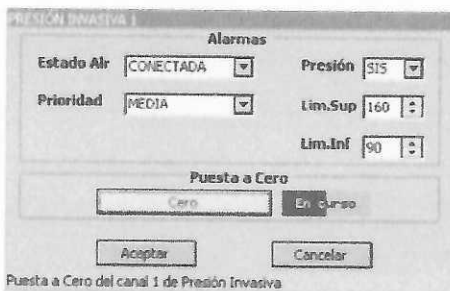 PRESIÓN INVASIVA 1
Alarmas
Estado Alr CONECTADA Presión SIS
Prioridad MEDIA Lim.Sup 160
Lim.Inf 90
Puesta a Cero
Cero En curso
Aceptar Cancelar
Puesta a Cero del canal 1 de Presión Invasiva